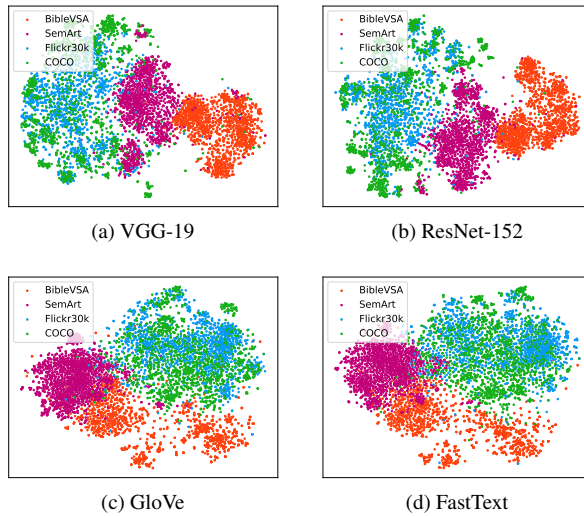 BibleVSA
SemArt
Flickr30k
COCO
(a) VGG-19
BibleVSA
SemArt
Flickr30k
COCO
(b) ResNet-152
BibleVSA
SemArt
Flickr30k
COCO
(c) GloVe
BibleVSA
SemArt
Flickr30k
COCO
(d) FastText